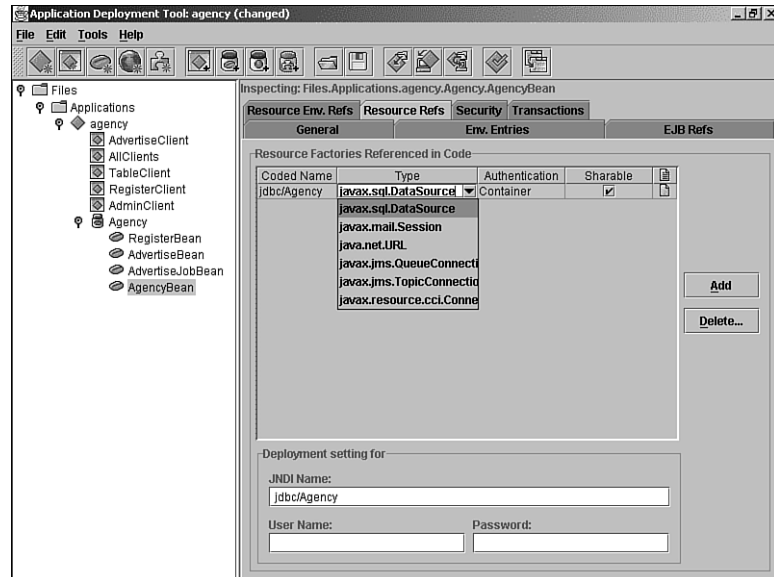 Application Deployment Tool: agency (changed)
File Edit Tools Help
Files
Applications
agency
AdvertiseClient
AllClients
TableClient
RegisterClient
AdminClient
Agency
RegisterBean
AdvertiseBean
AdvertiseJobBean
AgencyBean
Inspecting: Files.Applications.agency.Agency.AgencyBean
Resource Env. Refs Resource Refs Security Transactions
General Env. Entries EJB Refs
Resource Factories Referenced in Code
Coded Name Type Authentication Sharable
jdbc/Agency javax.sql.DataSource Container
javax.sql.DataSource
javax.mail.Session
java.net.URL
javax.jms.QueueConnecti
javax.jms.TopicConnectio
javax.resource.cci.Conne
Add
Delete...
Deployment setting for
JNDI Name:
jdbc/Agency
User Name: Password: